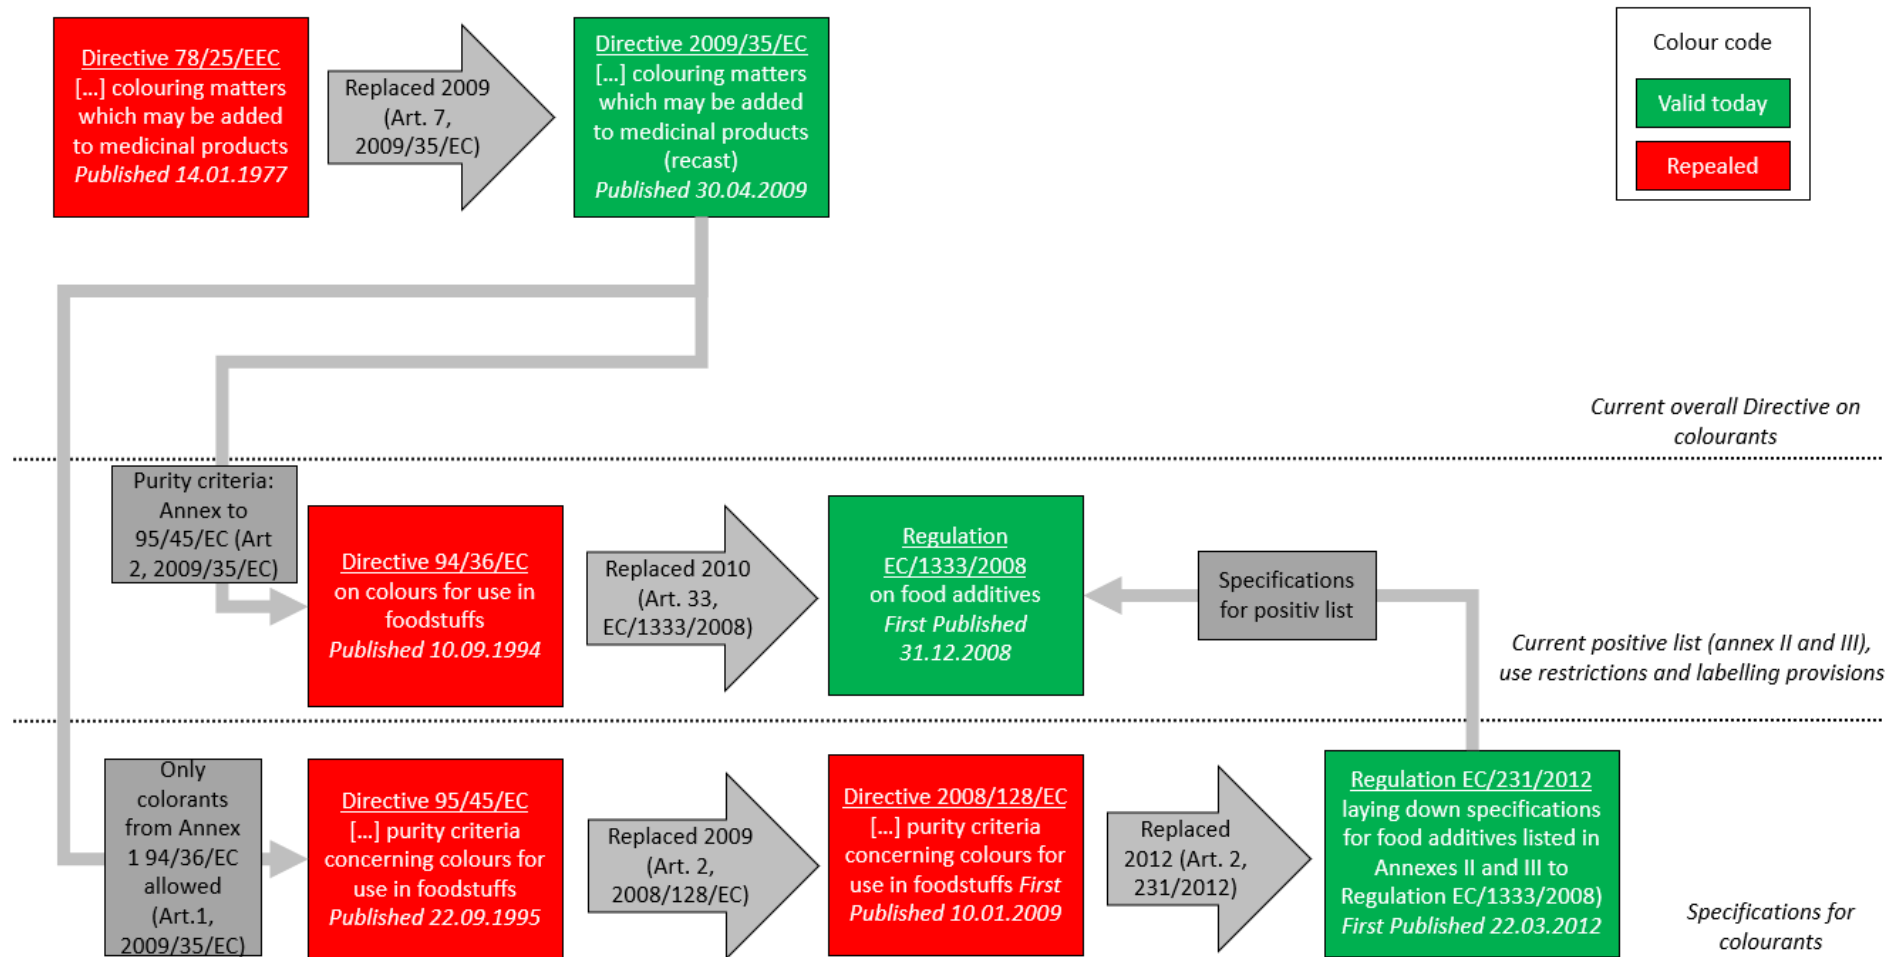 Directive 78/25/EEC
[...] colouring matters
which may be added
to medicinal products
Published 14.01.1977
Replaced 2009
(Art. 7,
2009/35/EC)
Directive 2009/35/EC
[...] colouring matters
which may be added
to medicinal products
(recast)
Published 30.04.2009
Colour code
Valid today
Repealed
Current overall Directive on
colourants
Purity criteria:
Annex to
95/45/EC (Art
2, 2009/35/EC)
Directive 94/36/EC
on colours for use in
foodstuffs
Published 10.09.1994
Replaced 2010
(Art. 33,
EC/1333/2008)
Regulation
EC/1333/2008
on food additives
First Published
31.12.2008
Specifications
for positiv list
Current positive list (annex II and III),
use restrictions and labelling provisions
Only
colorants
from Annex
1 94/36/EC
allowed
(Art.1,
2009/35/EC)
Directive 95/45/EC
[...] purity criteria
concerning colours for
use in foodstuffs
Published 22.09.1995
Replaced 2009
(Art. 2,
2008/128/EC)
Directive 2008/128/EC
[...] purity criteria
concerning colours for
use in foodstuffs First
Published 10.01.2009
Replaced
2012 (Art. 2,
231/2012)
Regulation EC/231/2012
laying down specifications
for food additives listed in
Annexes II and III to
Regulation EC/1333/2008)
First Published 22.03.2012
Specifications for
colourants